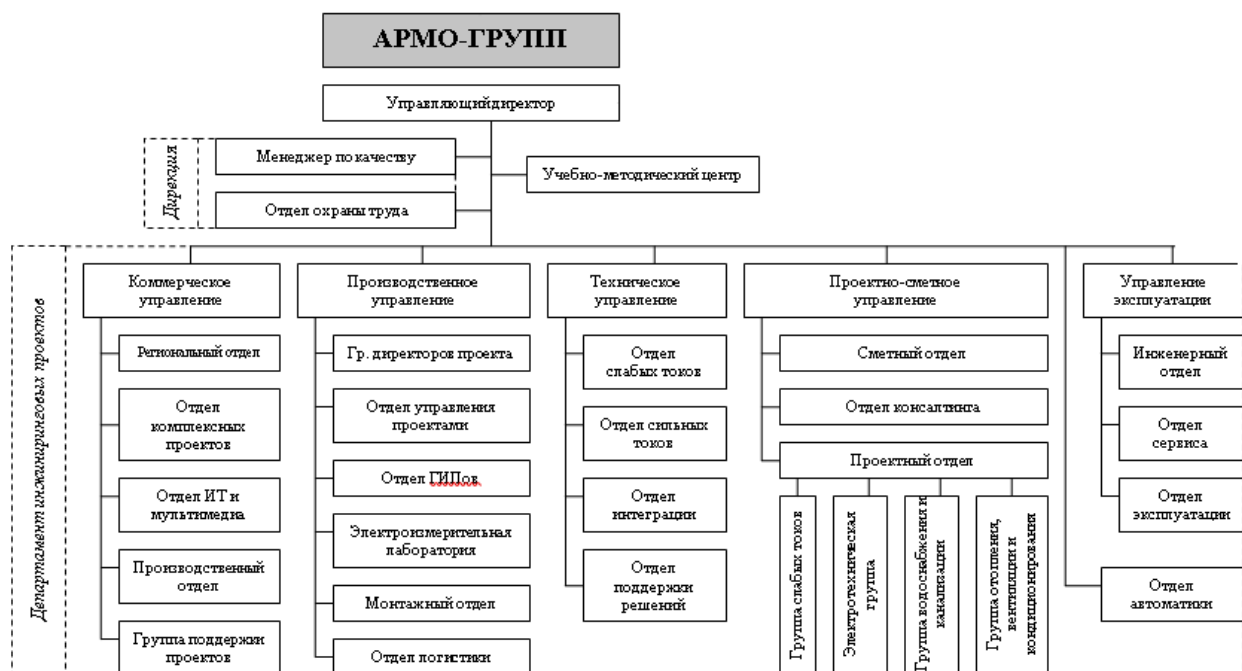 АРМО-ГРУПП
Управляющий директор
Менеджер по качеству
Учебно-методический центр
Отдел охраны труда
Дирекция
Департамент инжиниринговых проектов
Коммерческое
управление
Региональный отдел
Отдел
комплексных
проектов
Отдел ИТ и
мультимедиа
Производственный
отдел
Группа поддержки
проектов
Производственное
управление
Гр. директоров проекта
Отдел управления
проектами
Отдел ГИПов
Электроизмерительная
лаборатория
Монтажный отдел
Отдел логистики
Техническое
управление
Отдел
слабых токов
Отдел сильных
токов
Отдел
интеграции
Отдел
поддержки
решений
Проектно-сметное
управление
Сметный отдел
Отдел консалтинга
Проектный отдел
Группа слабых токов
Электротехническая
группа
Группа водоснабжения и
канализации
Группа отопления,
вентиляции и
кондиционирования
Управление
эксплуатации
Инженерный
отдел
Отдел
сервиса
Отдел
эксплуатации
Отдел
автоматики